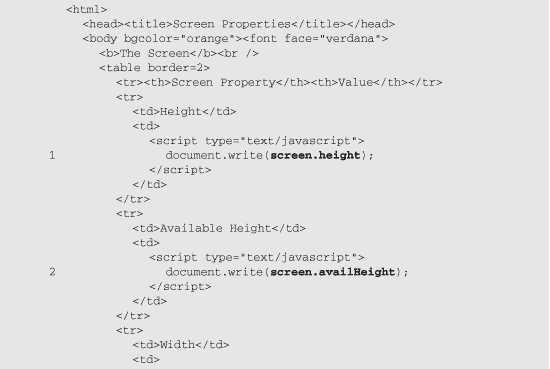 <html>
<head><title>Screen Properties</title></head>
<body bgcolor="orange"><font face="verdana">
<b>The Screen</b><br />
<table border=2>
<tr><th>Screen Property</th><th>Value</th></tr>
<tr>
<td>Height</td>
<td>
<script type="text/javascript">
1 document.write(screen.height);
</script>
</td>
</tr>
<tr>
<td>Available Height</td>
<td>
<script type="text/javascript">
2 document.write(screen.availHeight);
</script>
</td>
</tr>
<tr>
<td>Width</td>
<td>